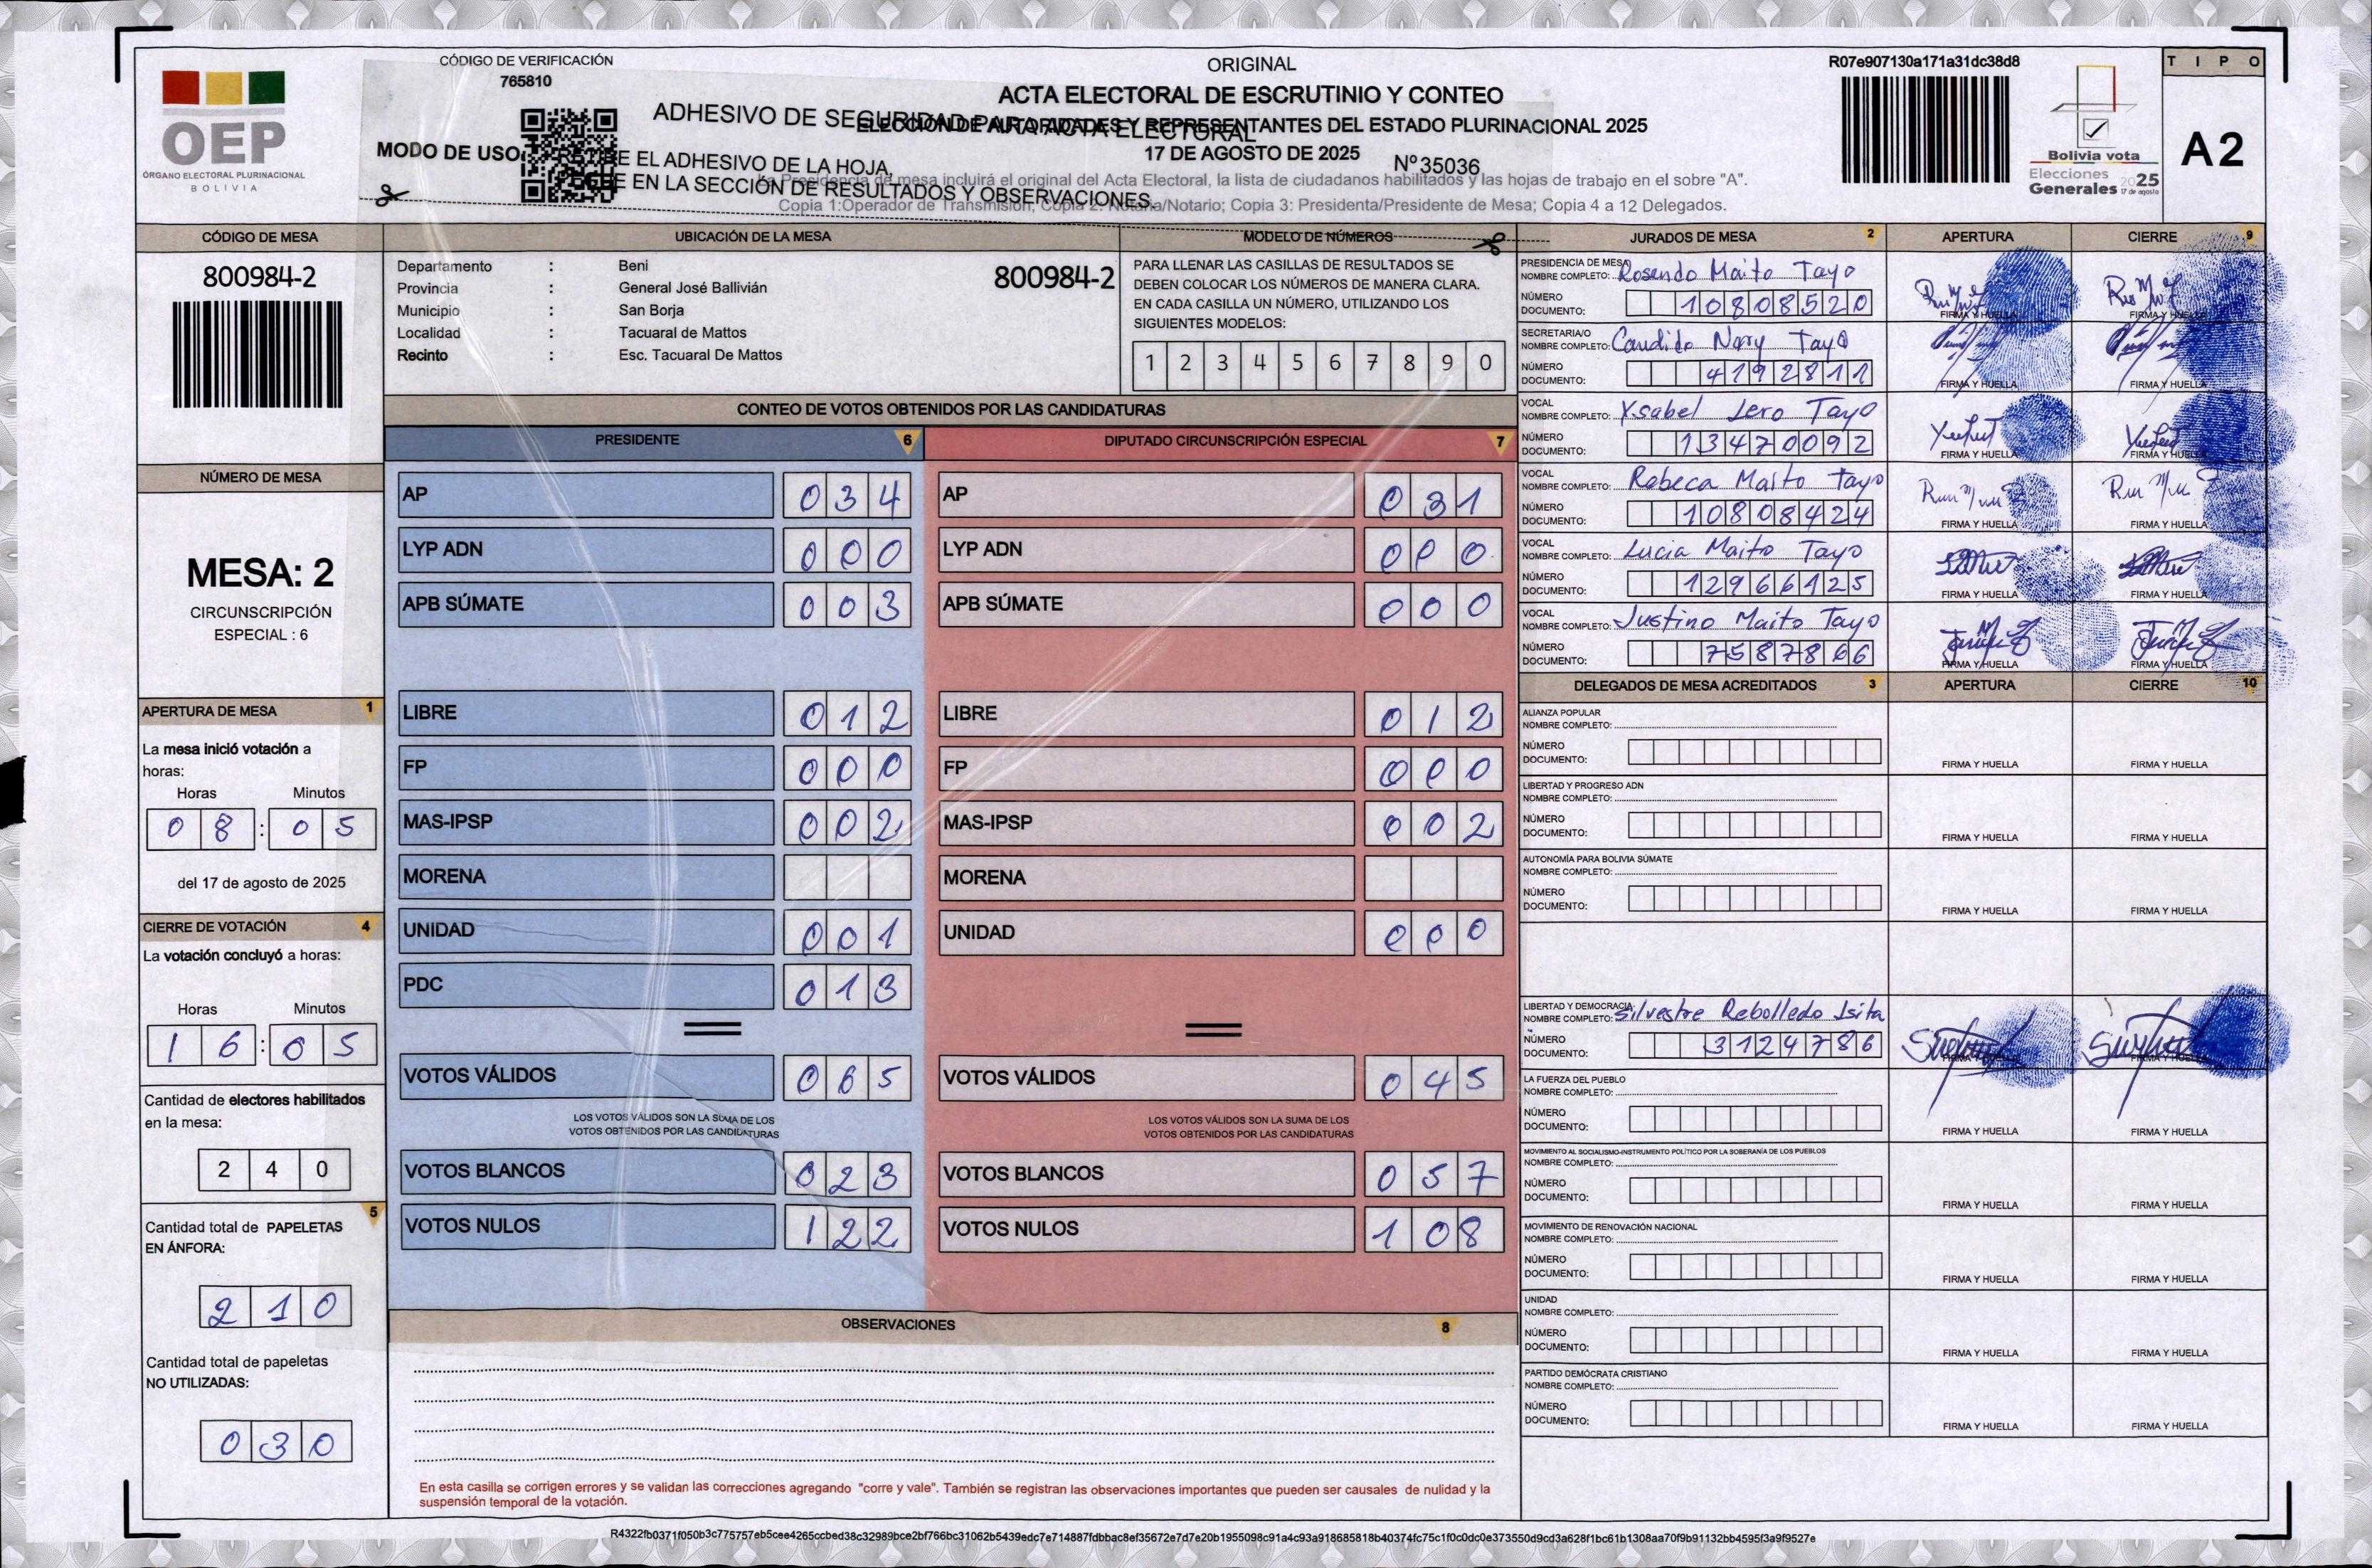 CÓDIGO DE VERIFICACIÓN
765810
ORIGINAL
ACTA ELECTORAL DE ESCRUTINIO Y CONTEO
ELECCIÓN DE AUTORIDADES Y REPRESENTANTES DEL ESTADO PLURINACIONAL 2025
17 DE AGOSTO DE 2025
Nº 35036
ADHESIVO DE SEGURIDAD PARA ACTA ELECTORAL
MODO DE USO:
EL ADHESIVO DE LA HOJA,
EN LA SECCIÓN DE RESULTADOS Y OBSERVACIONES.
La Presidencia de mesa incluirá el original del Acta Electoral, la lista de ciudadanos habilitados y las hojas de trabajo en el sobre "A".
Copia 1:Operador de Transmisión; Copia 2: Notaria/Notario; Copia 3: Presidenta/Presidente de Mesa; Copia 4 a 12 Delegados.
OEP
ÓRGANO ELECTORAL PLURINACIONAL
BOLIVIA
R07e907130a171a31dc38d8
Bolivia vota
Elecciones
Generales 2025
17 de agosto
TIPO
A2
CÓDIGO DE MESA
800984-2
NÚMERO DE MESA
MESA: 2
CIRCUNSCRIPCIÓN
ESPECIAL : 6
APERTURA DE MESA 1
La mesa inició votación a
horas:
Horas Minutos
08 : 05
del 17 de agosto de 2025
CIERRE DE VOTACIÓN 4
La votación concluyó a horas:
Horas Minutos
16 : 05
Cantidad de electores habilitados
en la mesa:
240
5
Cantidad total de PAPELETAS
EN ÁNFORA:
210
Cantidad total de papeletas
NO UTILIZADAS:
030
UBICACIÓN DE LA MESA
Departamento : Beni
800984-2
Provincia : General José Ballivián
Municipio : San Borja
Localidad : Tacuaral de Mattos
Recinto : Esc. Tacuaral De Mattos
MODELO DE NÚMEROS
PARA LLENAR LAS CASILLAS DE RESULTADOS SE
DEBEN COLOCAR LOS NÚMEROS DE MANERA CLARA.
EN CADA CASILLA UN NÚMERO, UTILIZANDO LOS
SIGUIENTES MODELOS:
1 2 3 4 5 6 7 8 9 0
CONTEO DE VOTOS OBTENIDOS POR LAS CANDIDATURAS
PRESIDENTE 6
AP 034
LYP ADN 000
APB SÚMATE 003
LIBRE 012
FP 000
MAS-IPSP 002
MORENA
UNIDAD 001
PDC 013
VOTOS VÁLIDOS 065
LOS VOTOS VÁLIDOS SON LA SUMA DE LOS
VOTOS OBTENIDOS POR LAS CANDIDATURAS
VOTOS BLANCOS 023
VOTOS NULOS 122
DIPUTADO CIRCUNSCRIPCIÓN ESPECIAL 7
AP 031
LYP ADN 000
APB SÚMATE 000
LIBRE 012
FP 000
MAS-IPSP 002
MORENA
UNIDAD 000
VOTOS VÁLIDOS 045
LOS VOTOS VÁLIDOS SON LA SUMA DE LOS
VOTOS OBTENIDOS POR LAS CANDIDATURAS
VOTOS BLANCOS 057
VOTOS NULOS 108
OBSERVACIONES 8
En esta casilla se corrigen errores y se validan las correcciones agregando "corre y vale". También se registran las observaciones importantes que pueden ser causales de nulidad y la
suspensión temporal de la votación.
JURADOS DE MESA 2 APERTURA CIERRE 9
PRESIDENCIA DE MESA
NOMBRE COMPLETO: Rosendo Maito Tayo
NÚMERO
DOCUMENTO: 10808520
FIRMA Y HUELLA FIRMA Y HUELLA
SECRETARIA/O
NOMBRE COMPLETO: Candido Nery Tayo
NÚMERO
DOCUMENTO: 4192811
FIRMA Y HUELLA FIRMA Y HUELLA
VOCAL
NOMBRE COMPLETO: Ysabel Lero Tayo
NÚMERO
DOCUMENTO: 13470092
FIRMA Y HUELLA FIRMA Y HUELLA
VOCAL
NOMBRE COMPLETO: Rebeca Maito Tayo
NÚMERO
DOCUMENTO: 10808424
FIRMA Y HUELLA FIRMA Y HUELLA
VOCAL
NOMBRE COMPLETO: Lucia Maito Tayo
NÚMERO
DOCUMENTO: 12966125
FIRMA Y HUELLA FIRMA Y HUELLA
VOCAL
NOMBRE COMPLETO: Justino Maito Tayo
NÚMERO
DOCUMENTO: 7587866
FIRMA Y HUELLA FIRMA Y HUELLA
DELEGADOS DE MESA ACREDITADOS 3 APERTURA CIERRE 10
ALIANZA POPULAR
NOMBRE COMPLETO:
NÚMERO
DOCUMENTO:
FIRMA Y HUELLA FIRMA Y HUELLA
LIBERTAD Y PROGRESO ADN
NOMBRE COMPLETO:
NÚMERO
DOCUMENTO:
FIRMA Y HUELLA FIRMA Y HUELLA
AUTONOMÍA PARA BOLIVIA SÚMATE
NOMBRE COMPLETO:
NÚMERO
DOCUMENTO:
FIRMA Y HUELLA FIRMA Y HUELLA
LIBERTAD Y DEMOCRACIA
NOMBRE COMPLETO: Silvestre Rebolledo Isita
NÚMERO
DOCUMENTO: 3124786
FIRMA Y HUELLA FIRMA Y HUELLA
LA FUERZA DEL PUEBLO
NOMBRE COMPLETO:
NÚMERO
DOCUMENTO:
FIRMA Y HUELLA FIRMA Y HUELLA
MOVIMIENTO AL SOCIALISMO-INSTRUMENTO POLÍTICO POR LA SOBERANÍA DE LOS PUEBLOS
NOMBRE COMPLETO:
NÚMERO
DOCUMENTO:
FIRMA Y HUELLA FIRMA Y HUELLA
MOVIMIENTO DE RENOVACIÓN NACIONAL
NOMBRE COMPLETO:
NÚMERO
DOCUMENTO:
FIRMA Y HUELLA FIRMA Y HUELLA
UNIDAD
NOMBRE COMPLETO:
NÚMERO
DOCUMENTO:
FIRMA Y HUELLA FIRMA Y HUELLA
PARTIDO DEMÓCRATA CRISTIANO
NOMBRE COMPLETO:
NÚMERO
DOCUMENTO:
FIRMA Y HUELLA FIRMA Y HUELLA